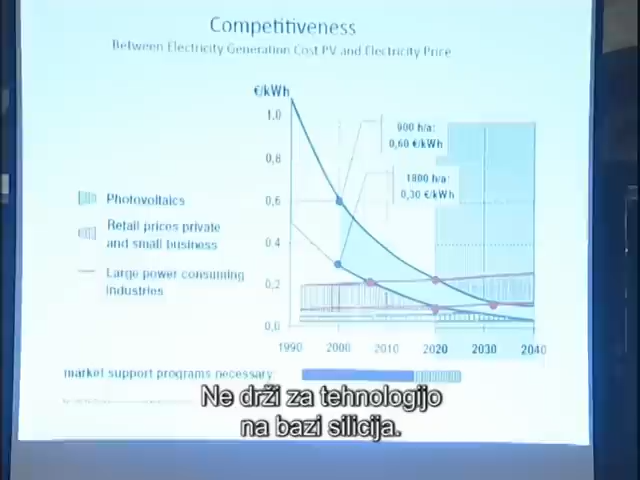 Competitiveness
Between Electricity Generation Cost PV and Electricity Price
€/kWh
1.0
0,8
0,6
0,4
0,2
0,0
1990 2000 2010 2020 2030 2040
900 h/a:
0,60 €/kWh
1800 h/a:
0,30 €/kWh
Photovoltaics
Retail prices private
and small business
Large power consuming
industries
market support programs necessary:
Ne drži za tehnologijo
na bazi silicija.